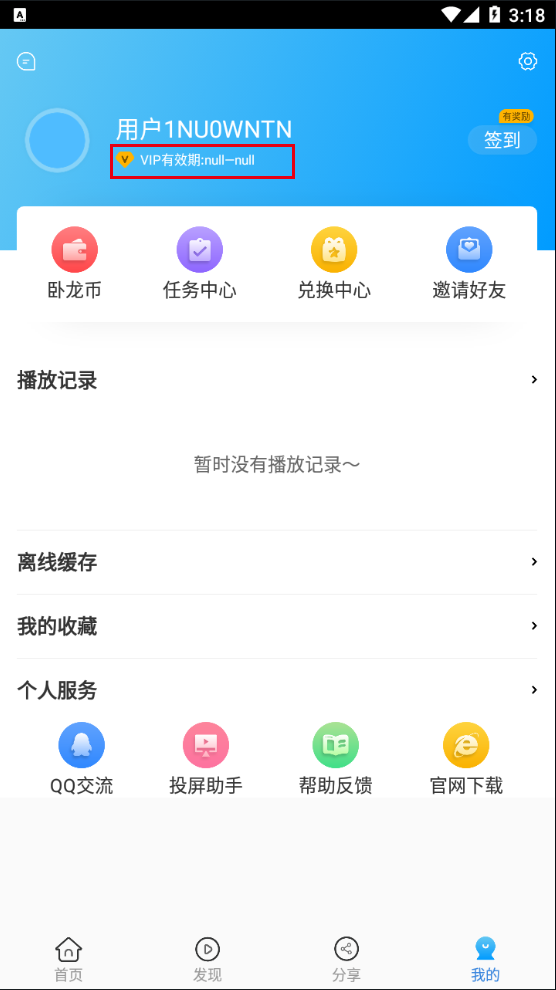 3:18
用户1NU0WNTN
有奖励
签到
VIP有效期:null—null
卧龙币 任务中心 兑换中心 邀请好友
播放记录
暂时没有播放记录～
离线缓存
我的收藏
个人服务
QQ交流 投屏助手 帮助反馈 官网下载
首页 发现 分享 我的